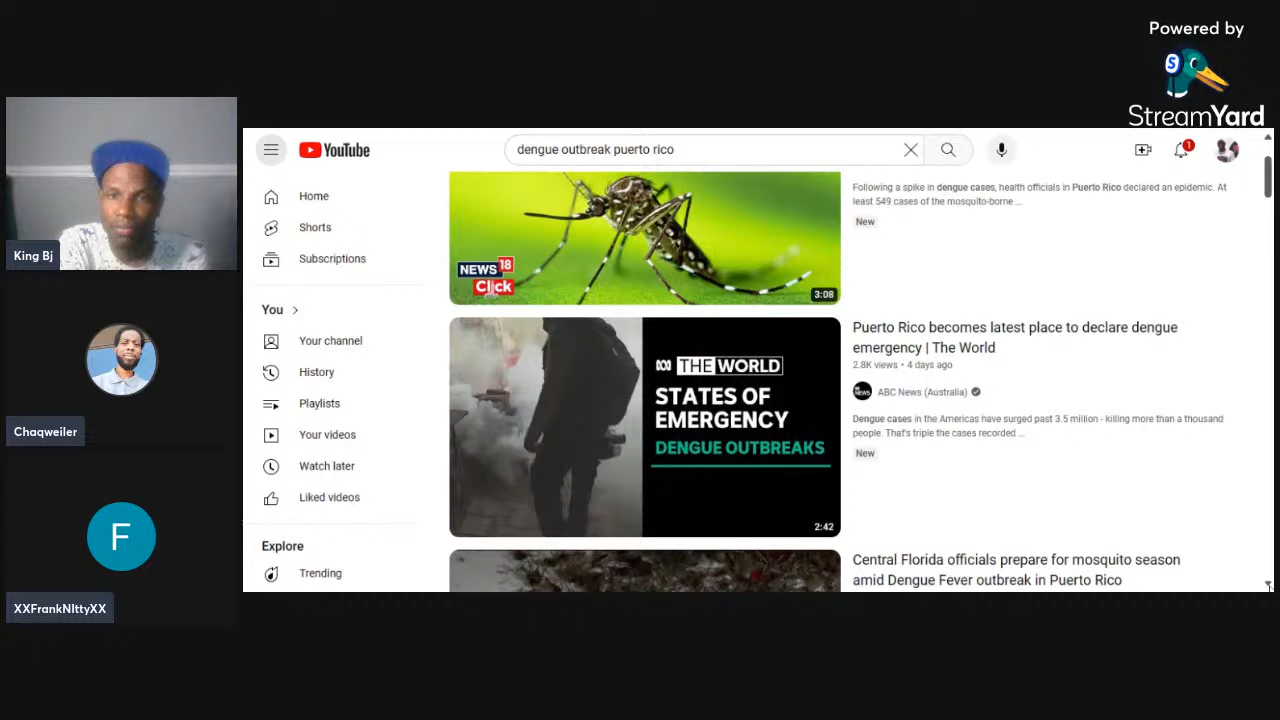 Powered by
StreamYard
YouTube
dengue outbreak puerto rico
1
Home
Shorts
Subscriptions
You
Your channel
History
Playlists
Your videos
Watch later
Liked videos
Explore
Trending
NEWS 18
Click
3:08
Following a spike in dengue cases, health officials in Puerto Rico declared an epidemic. At
least 549 cases of the mosquito-borne ...
New
THE WORLD
STATES OF
EMERGENCY
DENGUE OUTBREAKS
2:42
Puerto Rico becomes latest place to declare dengue
emergency | The World
2.8K views • 4 days ago
ABC News (Australia)
Dengue cases in the Americas have surged past 3.5 million - killing more than a thousand
people. That's triple the cases recorded ...
New
Central Florida officials prepare for mosquito season
amid Dengue Fever outbreak in Puerto Rico
King Bj
Chaqweiler
F
XXFrankNIttyXX